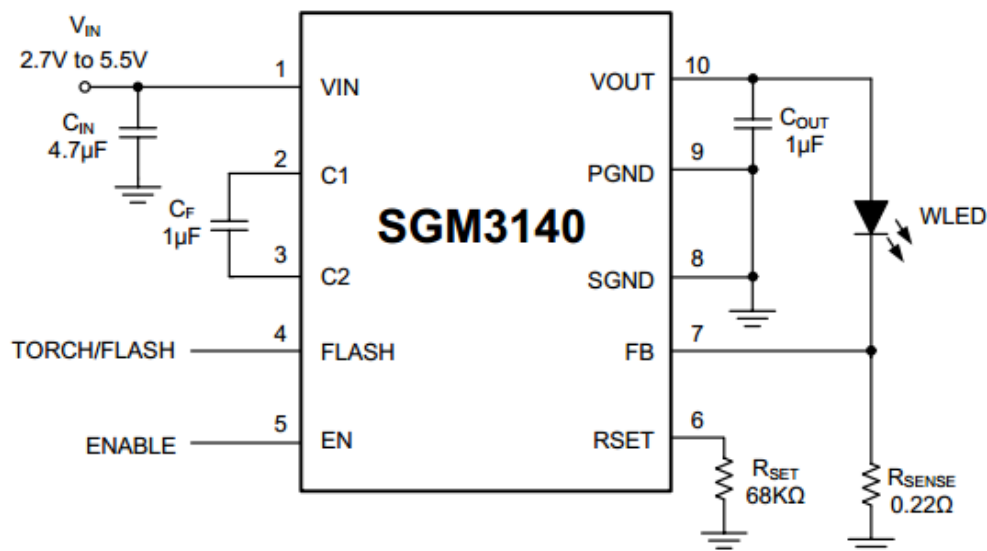 VIN
2.7V to 5.5V
CIN
4.7µF
CF
1µF
TORCH/FLASH
ENABLE
1
2
3
4
5
VIN
C1
C2
FLASH
EN
SGM3140
VOUT
PGND
SGND
FB
RSET
10
9
8
7
6
COUT
1µF
WLED
RSET
68KΩ
RSENSE
0.22Ω